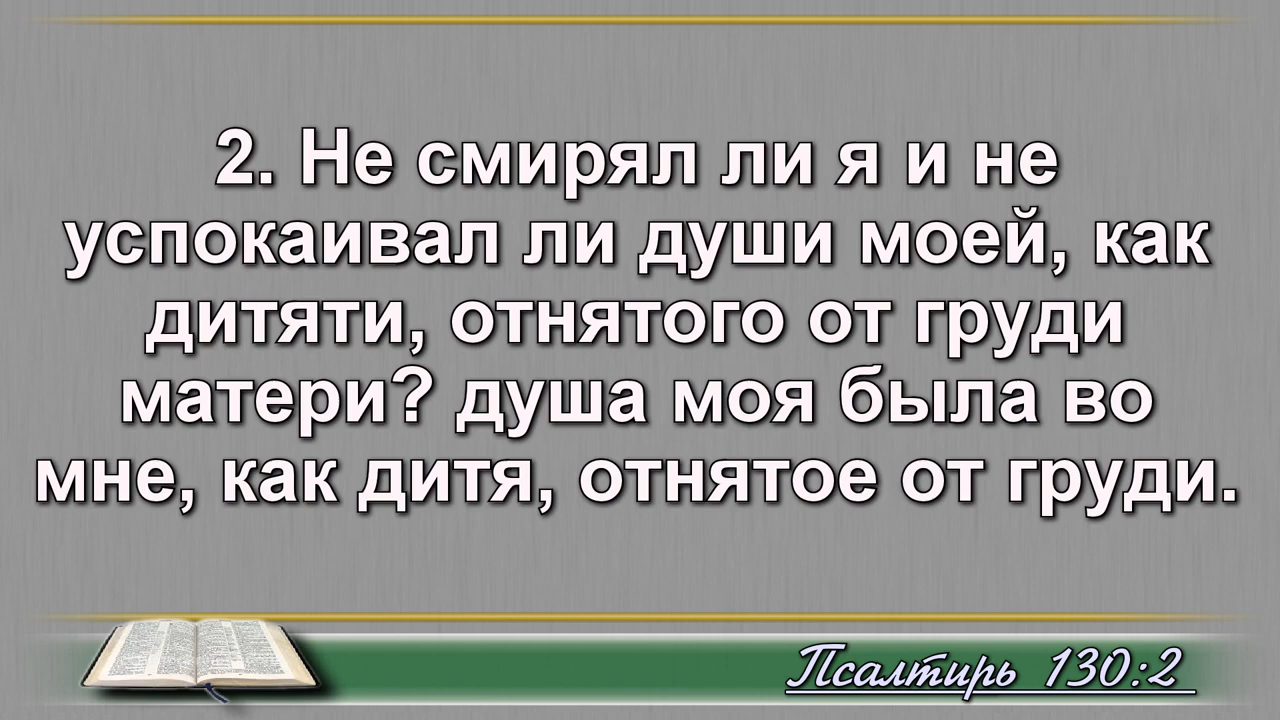 2. Не смирял ли я и не
успокаивал ли души моей, как
дитяти, отнятого от груди
матери? душа моя была во
мне, как дитя, отнятое от груди.
Псалтирь 130:2